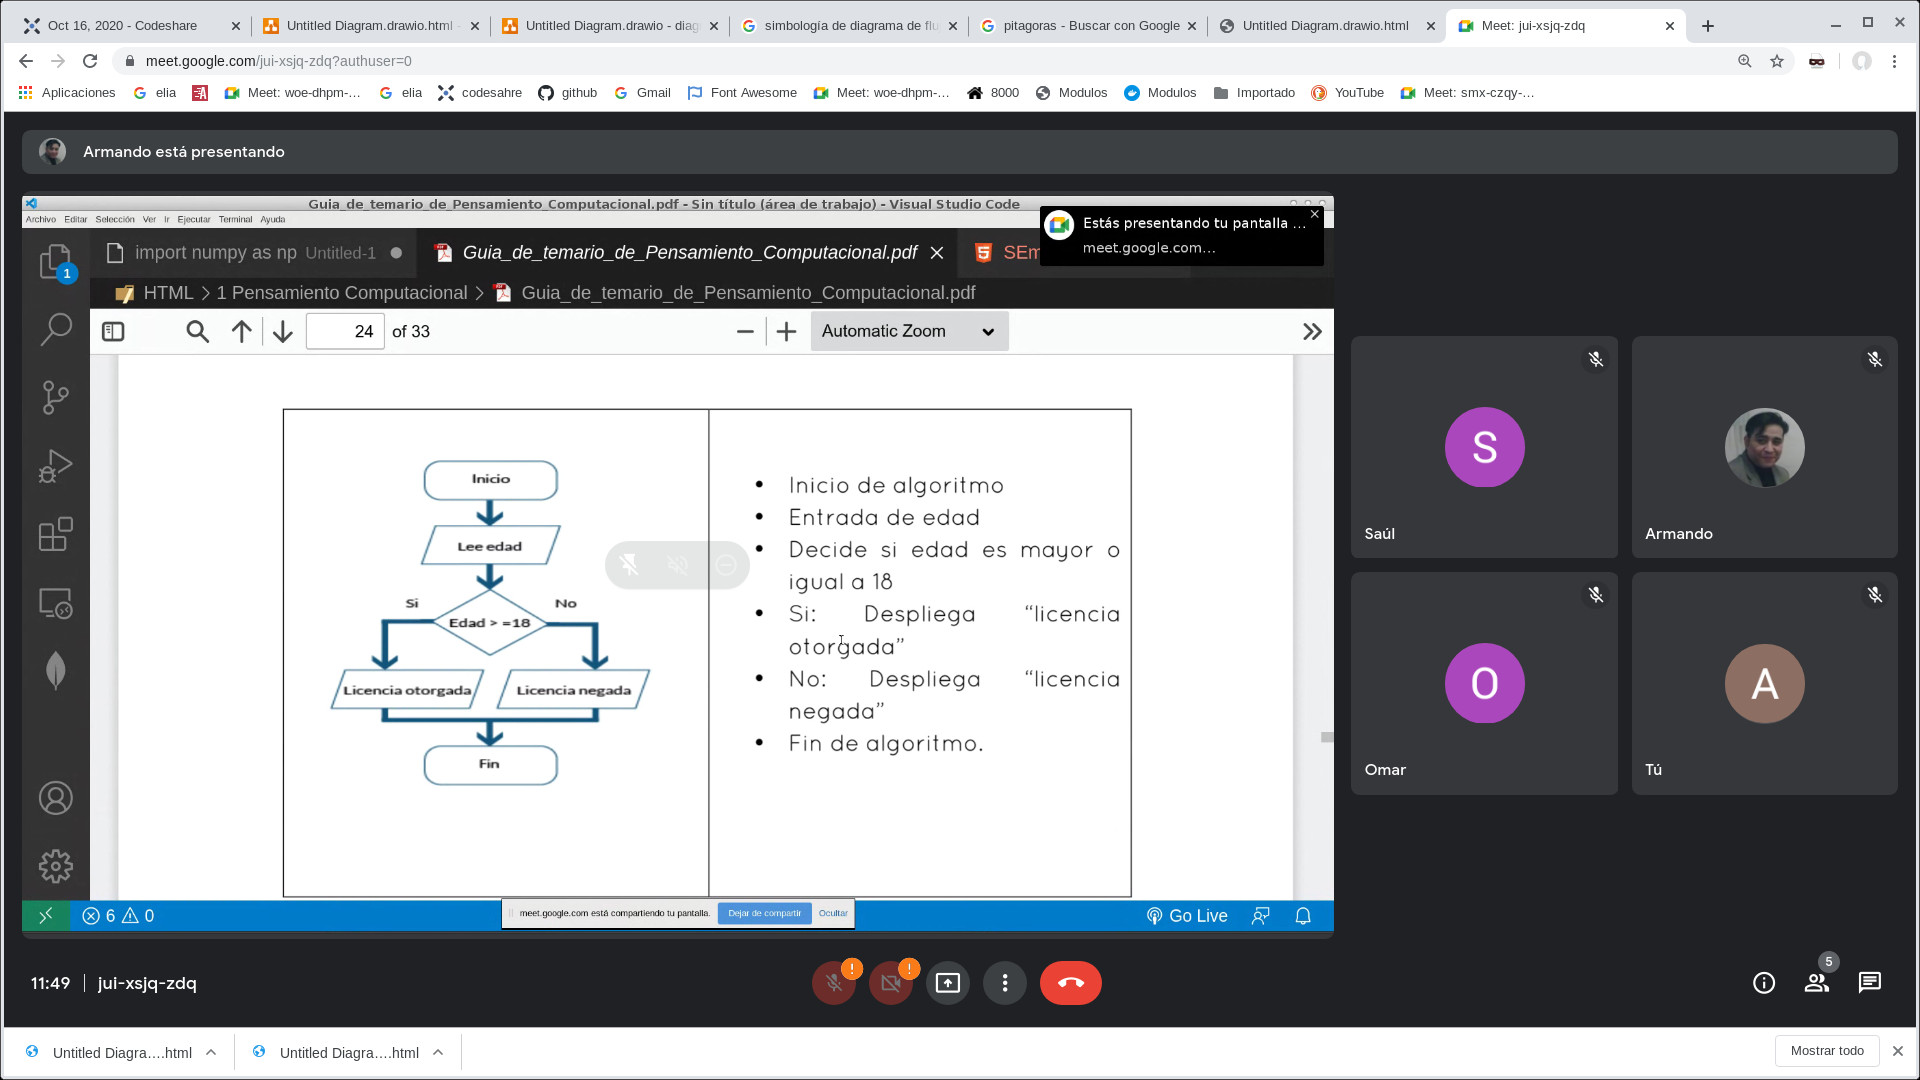 Oct 16, 2020 - Codeshare
Untitled Diagram.drawio.html -
Untitled Diagram.drawio - diag
simbología de diagrama de flu
pitagoras - Buscar con Google
Untitled Diagram.drawio.html
Meet: jui-xsjq-zdq
meet.google.com/jui-xsjq-zdq?authuser=0
Aplicaciones
elia
Meet: woe-dhpm-...
elia
codesahre
github
Gmail
Font Awesome
Meet: woe-dhpm-...
8000
Modulos
Modulos
Importado
YouTube
Meet: smx-czqy-...
Armando está presentando
Guia_de_temario_de_Pensamiento_Computacional.pdf - Sin título (área de trabajo) - Visual Studio Code
Archivo Editar Selección Ver Ir Ejecutar Terminal Ayuda
Estás presentando tu pantalla ...
meet.google.com...
import numpy as np Untitled-1
Guia_de_temario_de_Pensamiento_Computacional.pdf
SEm
1
HTML > 1 Pensamiento Computacional > Guia_de_temario_de_Pensamiento_Computacional.pdf
24 of 33
Automatic Zoom
Inicio
Lee edad
Si
No
Edad > =18
Licencia otorgada
Licencia negada
Fin
• Inicio de algoritmo
• Entrada de edad
• Decide si edad es mayor o
igual a 18
• Si: Despliega “licencia
otorgada”
• No: Despliega “licencia
negada”
• Fin de algoritmo.
6 0
meet.google.com está compartiendo tu pantalla.
Dejar de compartir
Ocultar
Go Live
S
Saúl
Armando
O
Omar
A
Tú
11:49 | jui-xsjq-zdq
!
!
5
Untitled Diagra....html
Untitled Diagra....html
Mostrar todo